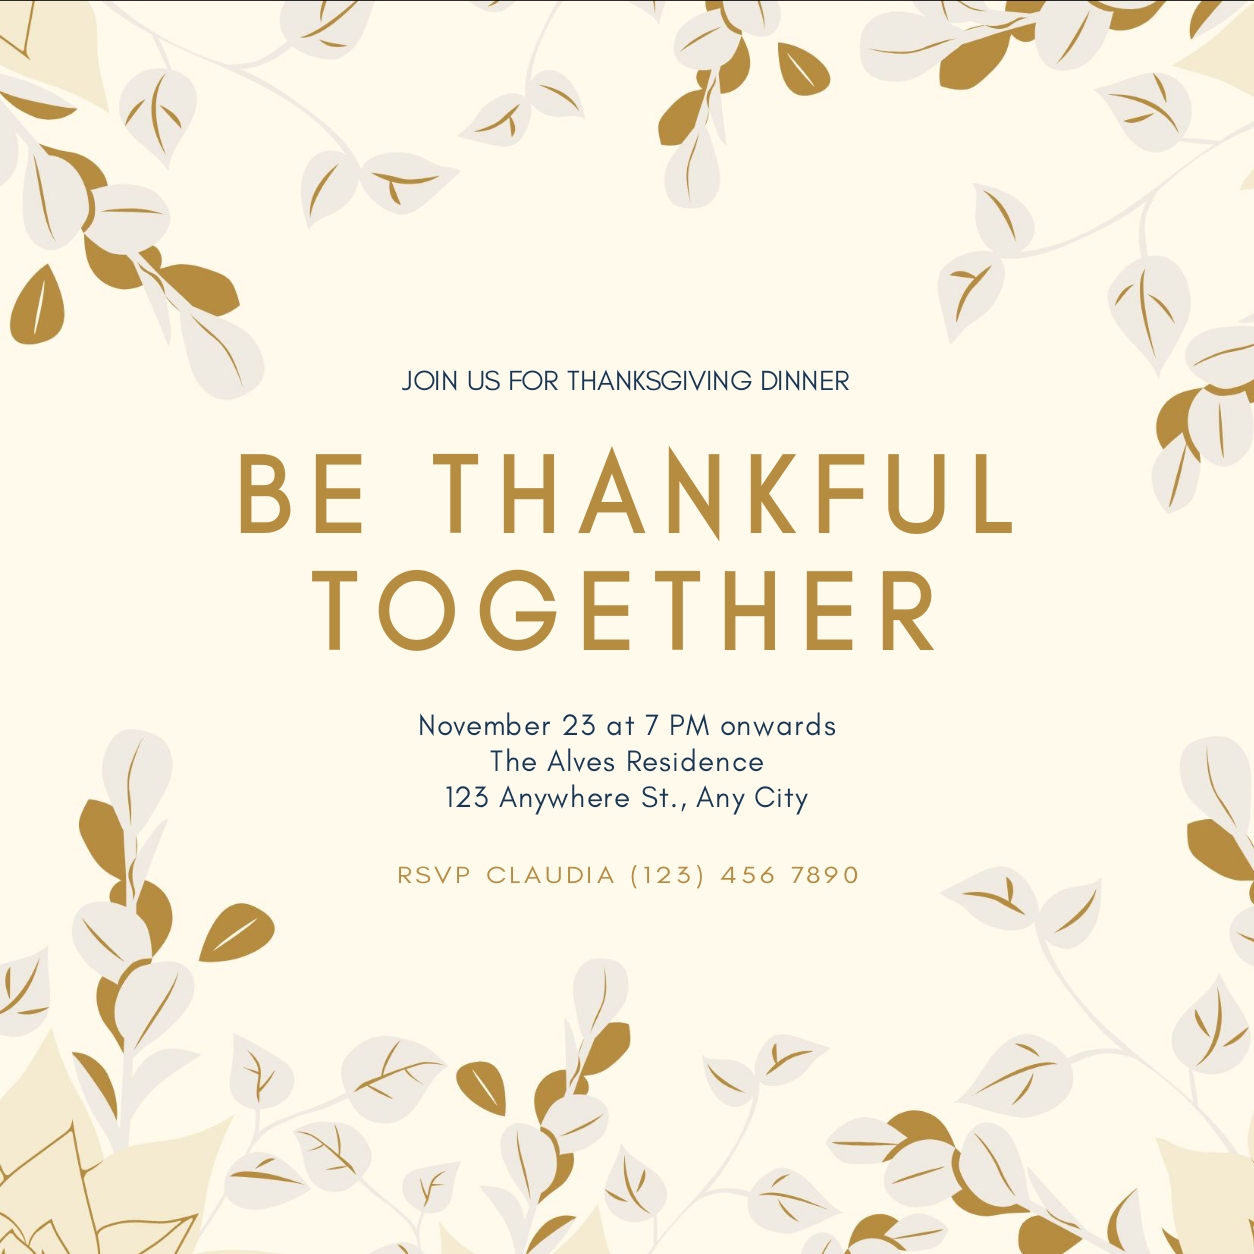 JOIN US FOR THANKSGIVING DINNER
BE THANKFUL
TOGETHER
November 23 at 7 PM onwards
The Alves Residence
123 Anywhere St., Any City
RSVP CLAUDIA (123) 456 7890